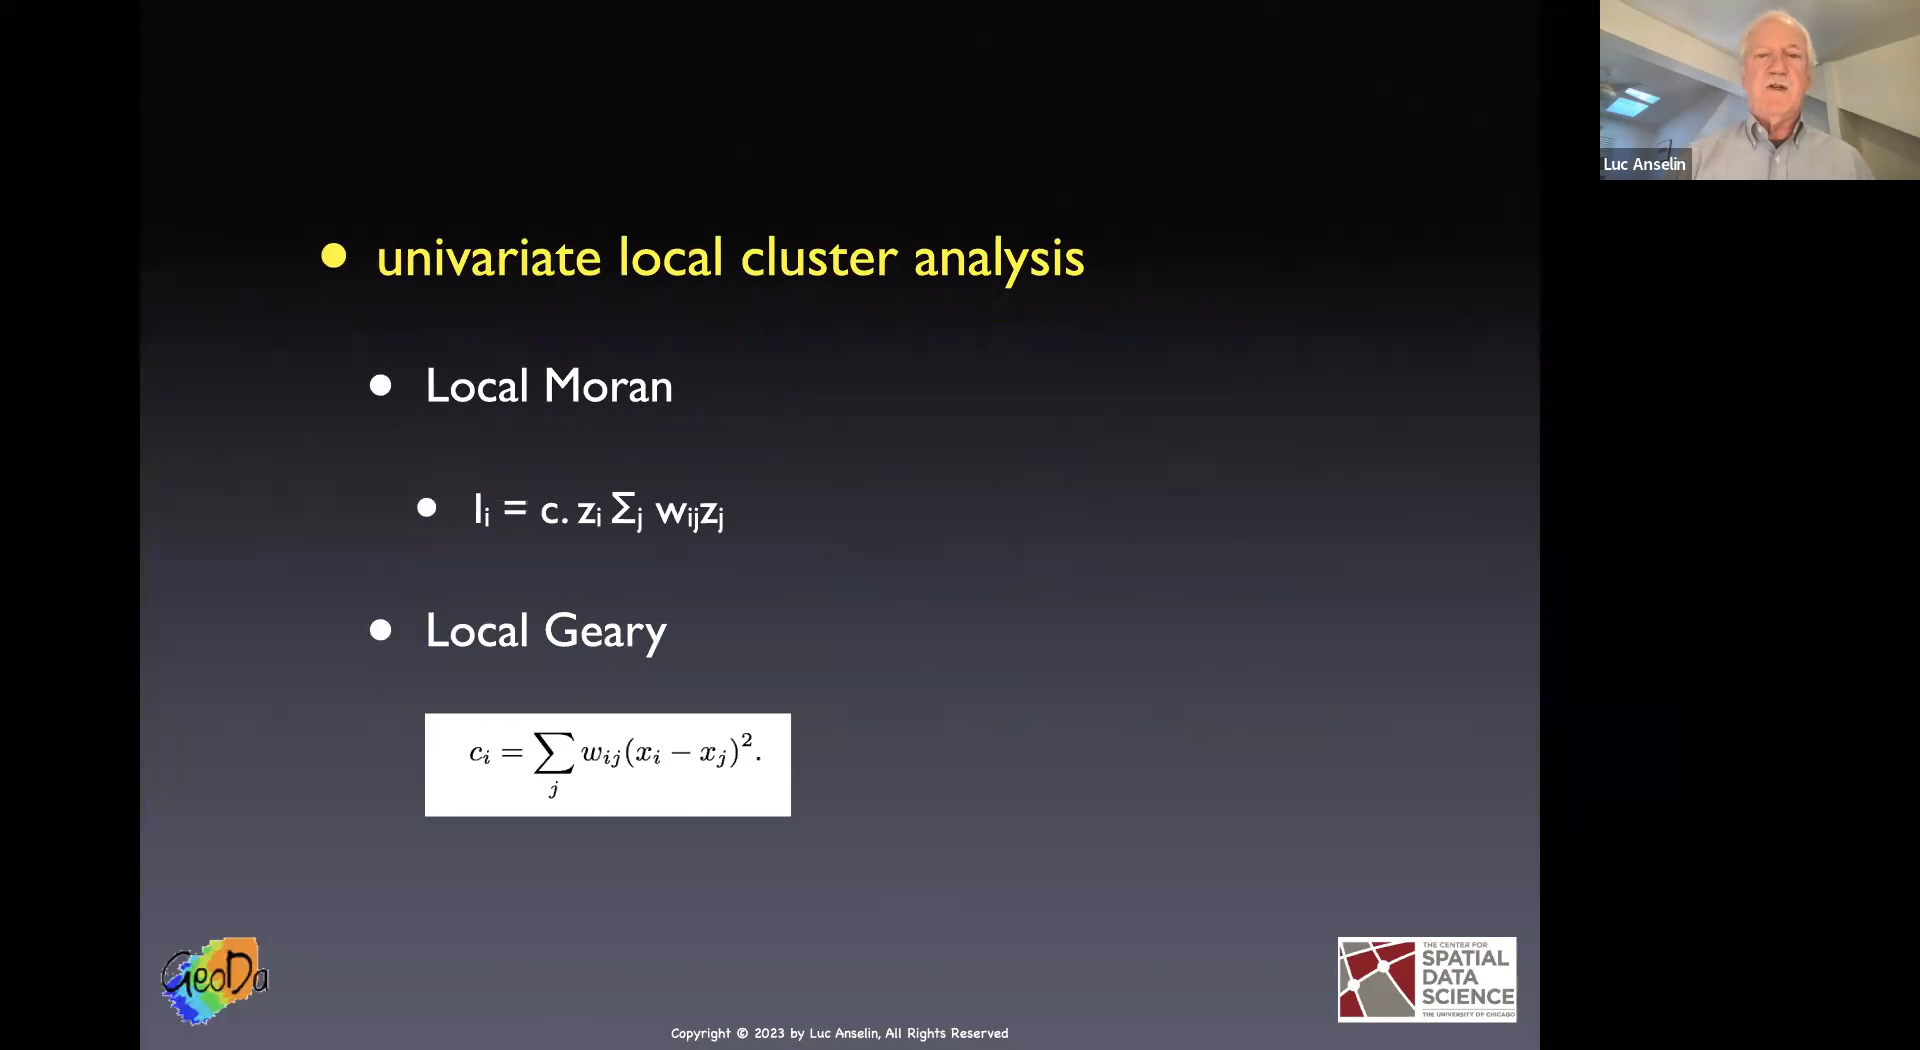 Luc Anselin
univariate local cluster analysis
Local Moran
Iᵢ = c. zᵢ Σⱼ wᵢⱼzⱼ
Local Geary
cᵢ = ∑ⱼ wᵢⱼ(xᵢ − xⱼ)².
GeoDa
THE CENTER FOR
SPATIAL
DATA
SCIENCE
THE UNIVERSITY OF CHICAGO
Copyright © 2023 by Luc Anselin, All Rights Reserved